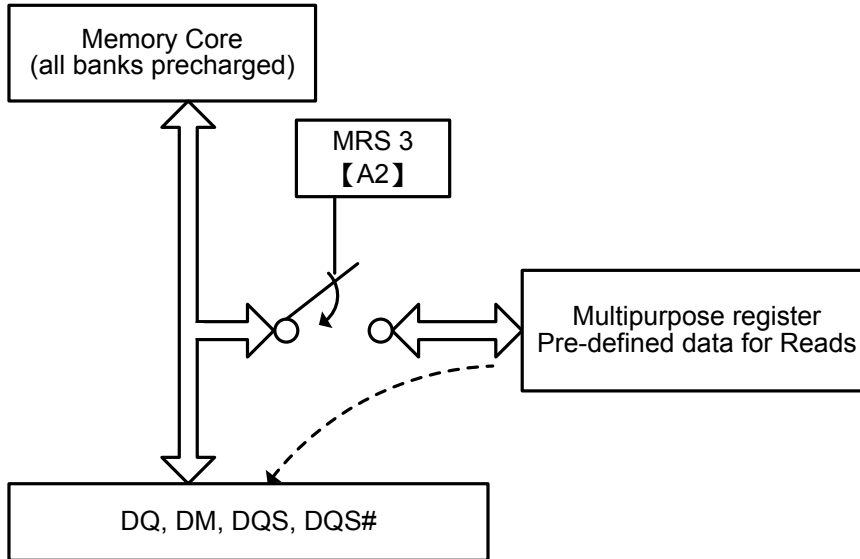 Memory Core
(all banks precharged)
MRS 3
【A2】
Multipurpose register
Pre-defined data for Reads
DQ, DM, DQS, DQS#